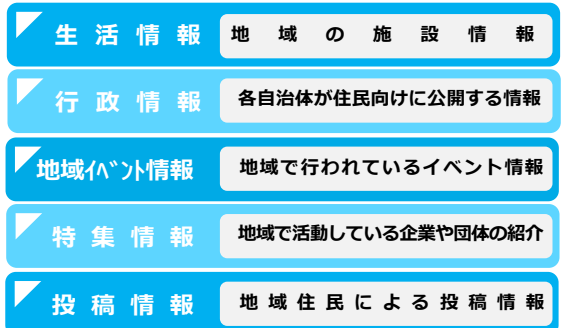 生活情報 地域の施設情報
行政情報 各自治体が住民向けに公開する情報
地域ｲﾍﾞﾝﾄ情報 地域で行われているイベント情報
特集情報 地域で活動している企業や団体の紹介
投稿情報 地域住民による投稿情報